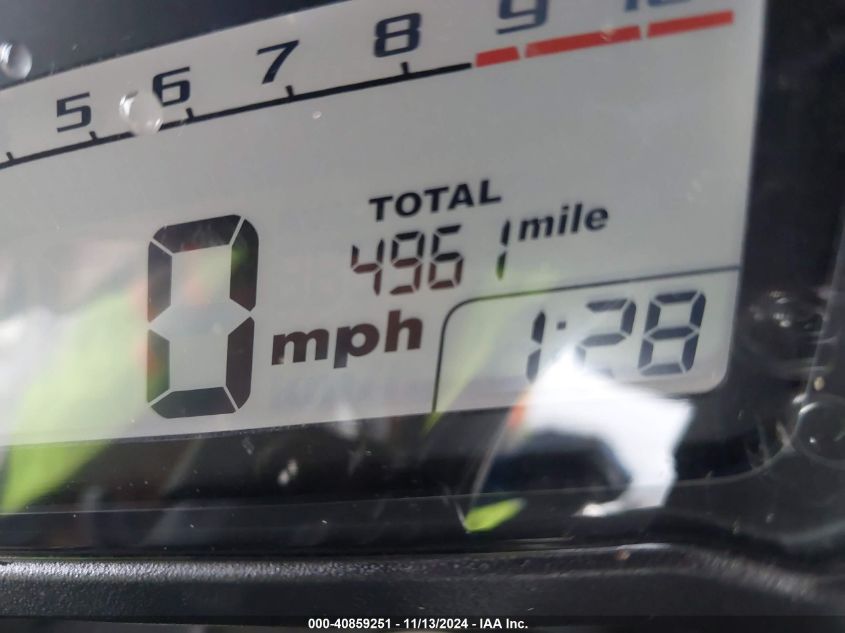 5 6 7 8 9 10
TOTAL
4961 mile
0 mph
1:28
000-40859251 - 11/13/2024 - IAA Inc.